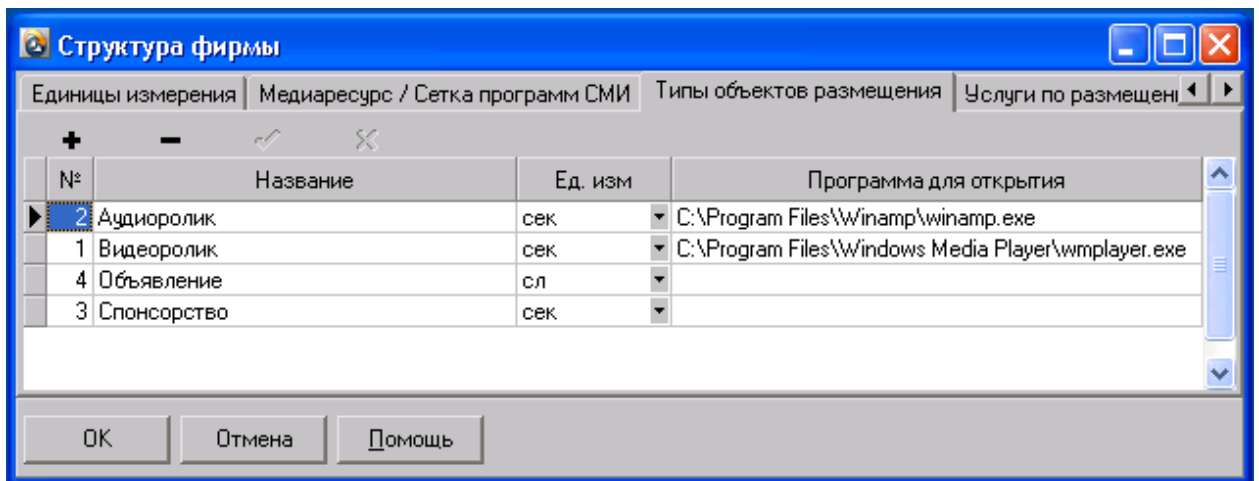 Структура фирмы
Единицы измерения Медиаресурс / Сетка программ СМИ Типы объектов размещения Услуги по размещен
№ Название Ед. изм Программа для открытия
2 Аудиоролик сек C:\Program Files\Winamp\winamp.exe
1 Видеоролик сек C:\Program Files\Windows Media Player\wmplayer.exe
4 Объявление сл
3 Спонсорство сек
OK Отмена Помощь